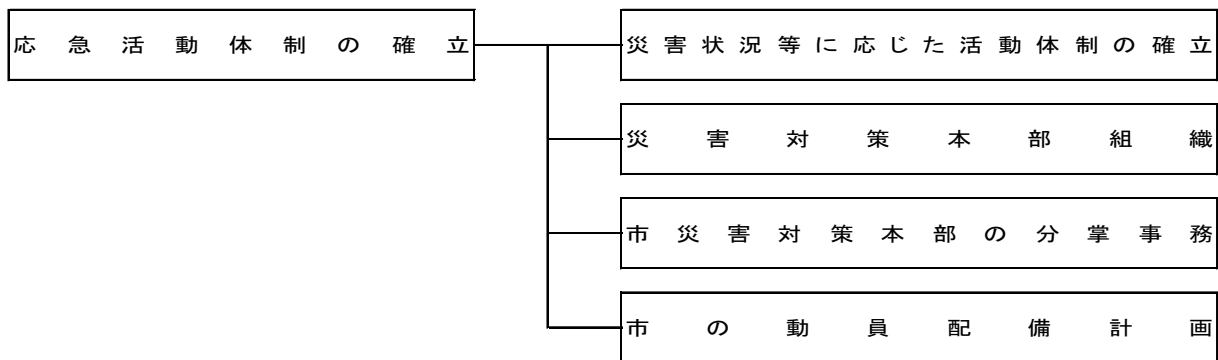 応急活動体制の確立
災害状況等に応じた活動体制の確立
災害対策本部組織
市災害対策本部の分掌事務
市の動員配備計画